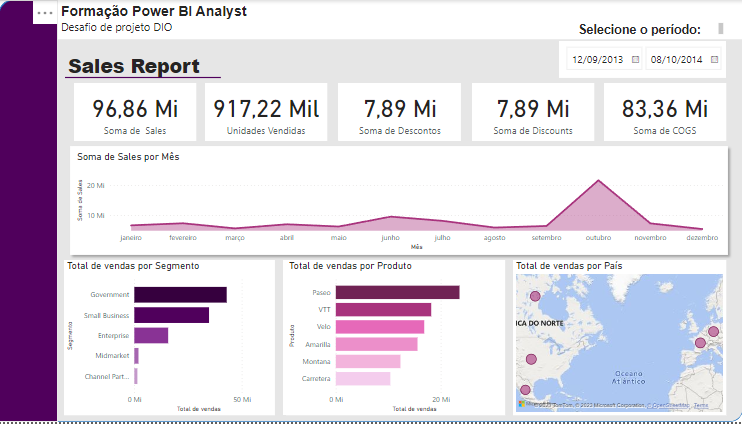 Formação Power BI Analyst
Desafio de projeto DIO
Selecione o período:
12/09/2013 08/10/2014
Sales Report
96,86 Mi
Soma de Sales
917,22 Mil
Unidades Vendidas
7,89 Mi
Soma de Descontos
7,89 Mi
Soma de Discounts
83,36 Mi
Soma de COGS
Soma de Sales por Mês
Soma de Sales
20 Mi
10 Mi
janeiro fevereiro março abril maio junho julho agosto setembro outubro novembro dezembro
Mês
Total de vendas por Segmento
Segmento
Government
Small Business
Enterprise
Midmarket
Channel Part...
0 Mi 50 Mi
Total de vendas
Total de vendas por Produto
Produto
Paseo
VTT
Velo
Amarilla
Montana
Carretera
0 Mi 20 Mi
Total de vendas
Total de vendas por País
ICA DO NORTE
Oceano
Atlântico
© 2023 TomTom, © 2023 Microsoft Corporation, © OpenStreetMap Terms